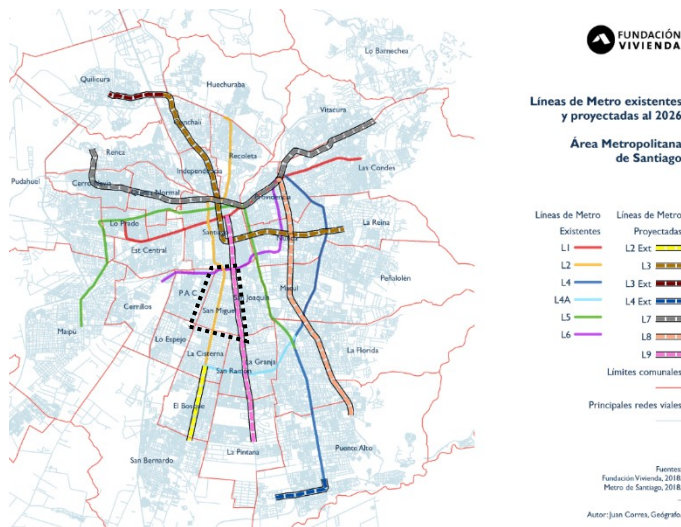 FUNDACIÓN
VIVIENDA
Líneas de Metro existentes
y proyectadas al 2026
Área Metropolitana
de Santiago
Líneas de Metro
Existentes
L1
L2
L4
L4A
L5
L6
Líneas de Metro
Proyectadas
L2 Ext
L3
L3 Ext
L4 Ext
L7
L8
L9
Límites comunales
Principales redes viales
Fuentes:
Fundación Vivienda, 2018.
Metro de Santiago, 2018.
Autor: Juan Correa, Geógrafo.
Lo Barnechea
Quilicura
Huechuraba
Vitacura
Conchalí
Renca
Recoleta
Las Condes
Independencia
Pudahuel
Cerro Navia
Quinta Normal
Providencia
Lo Prado
Santiago
La Reina
Est Central
Ñuñoa
Peñalolén
Cerrillos
P.A.C.
San Joaquín
Macul
San Miguel
Maipú
Lo Espejo
La Cisterna
La Granja
La Florida
San Ramón
El Bosque
La Pintana
Puente Alto
San Bernardo